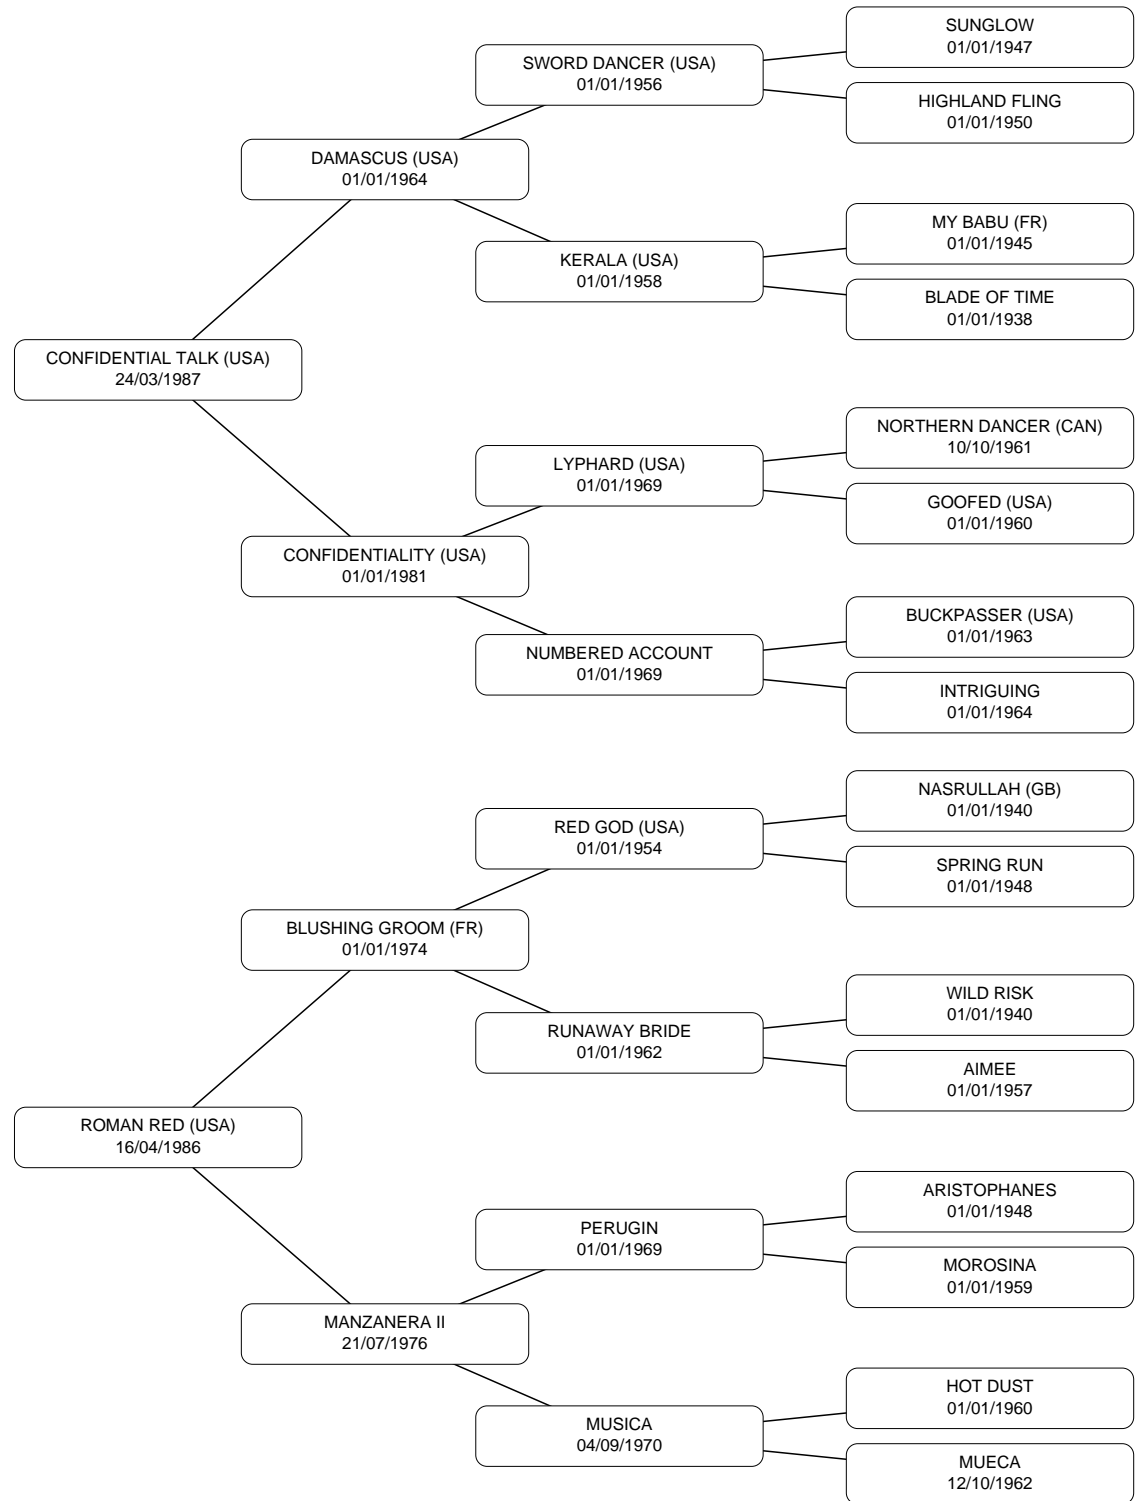 SUNGLOW
01/01/1947
SWORD DANCER (USA)
01/01/1956
HIGHLAND FLING
01/01/1950
DAMASCUS (USA)
01/01/1964
MY BABU (FR)
01/01/1945
KERALA (USA)
01/01/1958
BLADE OF TIME
01/01/1938
CONFIDENTIAL TALK (USA)
24/03/1987
NORTHERN DANCER (CAN)
10/10/1961
LYPHARD (USA)
01/01/1969
GOOFED (USA)
01/01/1960
CONFIDENTIALITY (USA)
01/01/1981
BUCKPASSER (USA)
01/01/1963
NUMBERED ACCOUNT
01/01/1969
INTRIGUING
01/01/1964
NASRULLAH (GB)
01/01/1940
RED GOD (USA)
01/01/1954
SPRING RUN
01/01/1948
BLUSHING GROOM (FR)
01/01/1974
WILD RISK
01/01/1940
RUNAWAY BRIDE
01/01/1962
AIMEE
01/01/1957
ROMAN RED (USA)
16/04/1986
ARISTOPHANES
01/01/1948
PERUGIN
01/01/1969
MOROSINA
01/01/1959
MANZANERA II
21/07/1976
HOT DUST
01/01/1960
MUSICA
04/09/1970
MUECA
12/10/1962